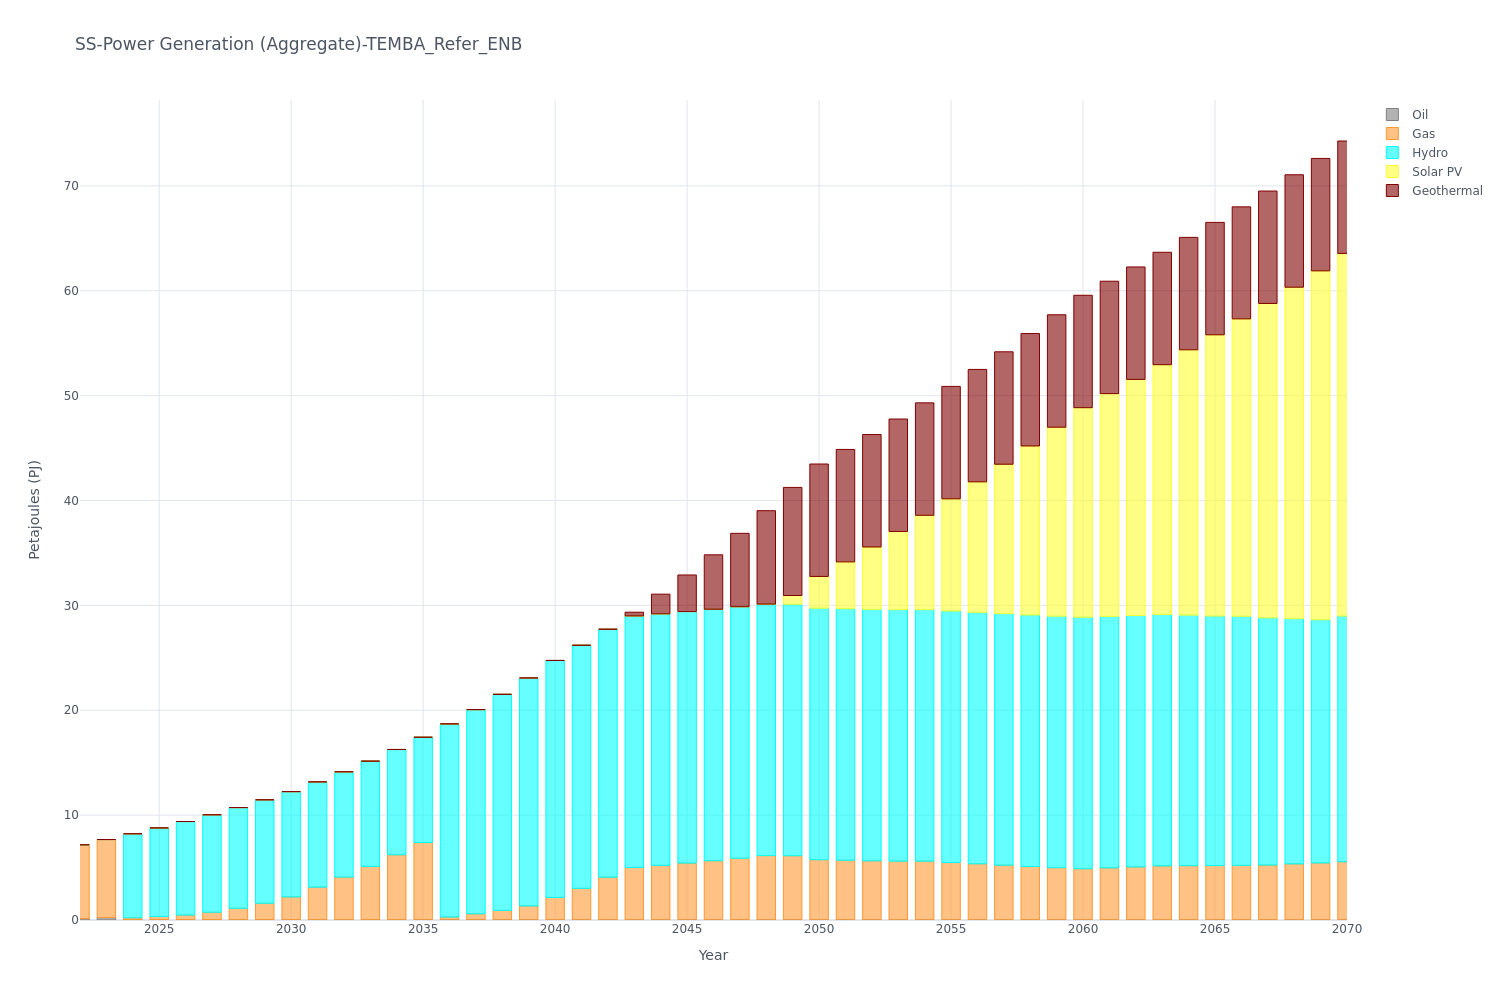 SS-Power Generation (Aggregate)-TEMBA_Refer_ENB
Oil
Gas
Hydro
Solar PV
Geothermal
70
60
50
40
30
20
10
0
Petajoules (PJ)
2025 2030 2035 2040 2045 2050 2055 2060 2065 2070
Year